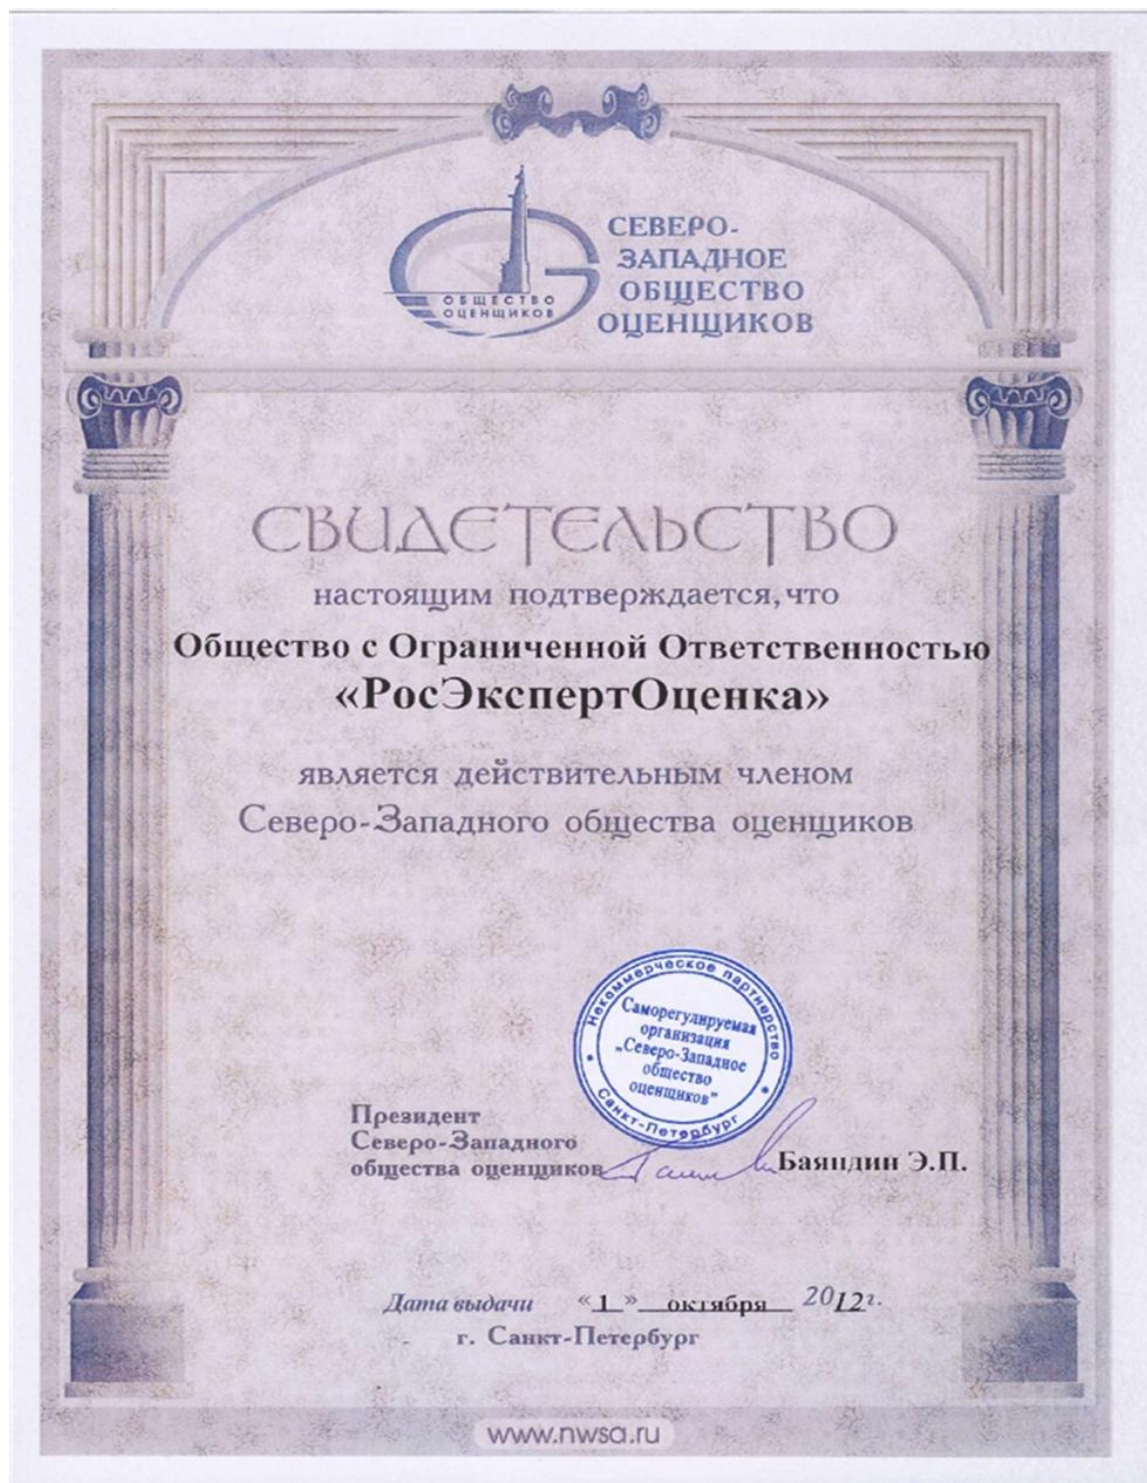 ОБЩЕСТВО
ОЦЕНЩИКОВ
СЕВЕРО-
ЗАПАДНОЕ
ОБЩЕСТВО
ОЦЕНЩИКОВ
СВИДЕТЕЛЬСТВО
настоящим подтверждается, что
Общество с Ограниченной Ответственностью
«РосЭкспертОценка»
является действительным членом
Северо-Западного общества оценщиков
Некоммерческое партнерство
Саморегулируемая
организация
„Северо-Западное
общество
оценщиков"
Санкт-Петербург
Президент
Северо-Западного
общества оценщиков
Баяндин Э.П.
Дата выдачи «1» октября 2012г.
г. Санкт-Петербург
www.nwsa.ru